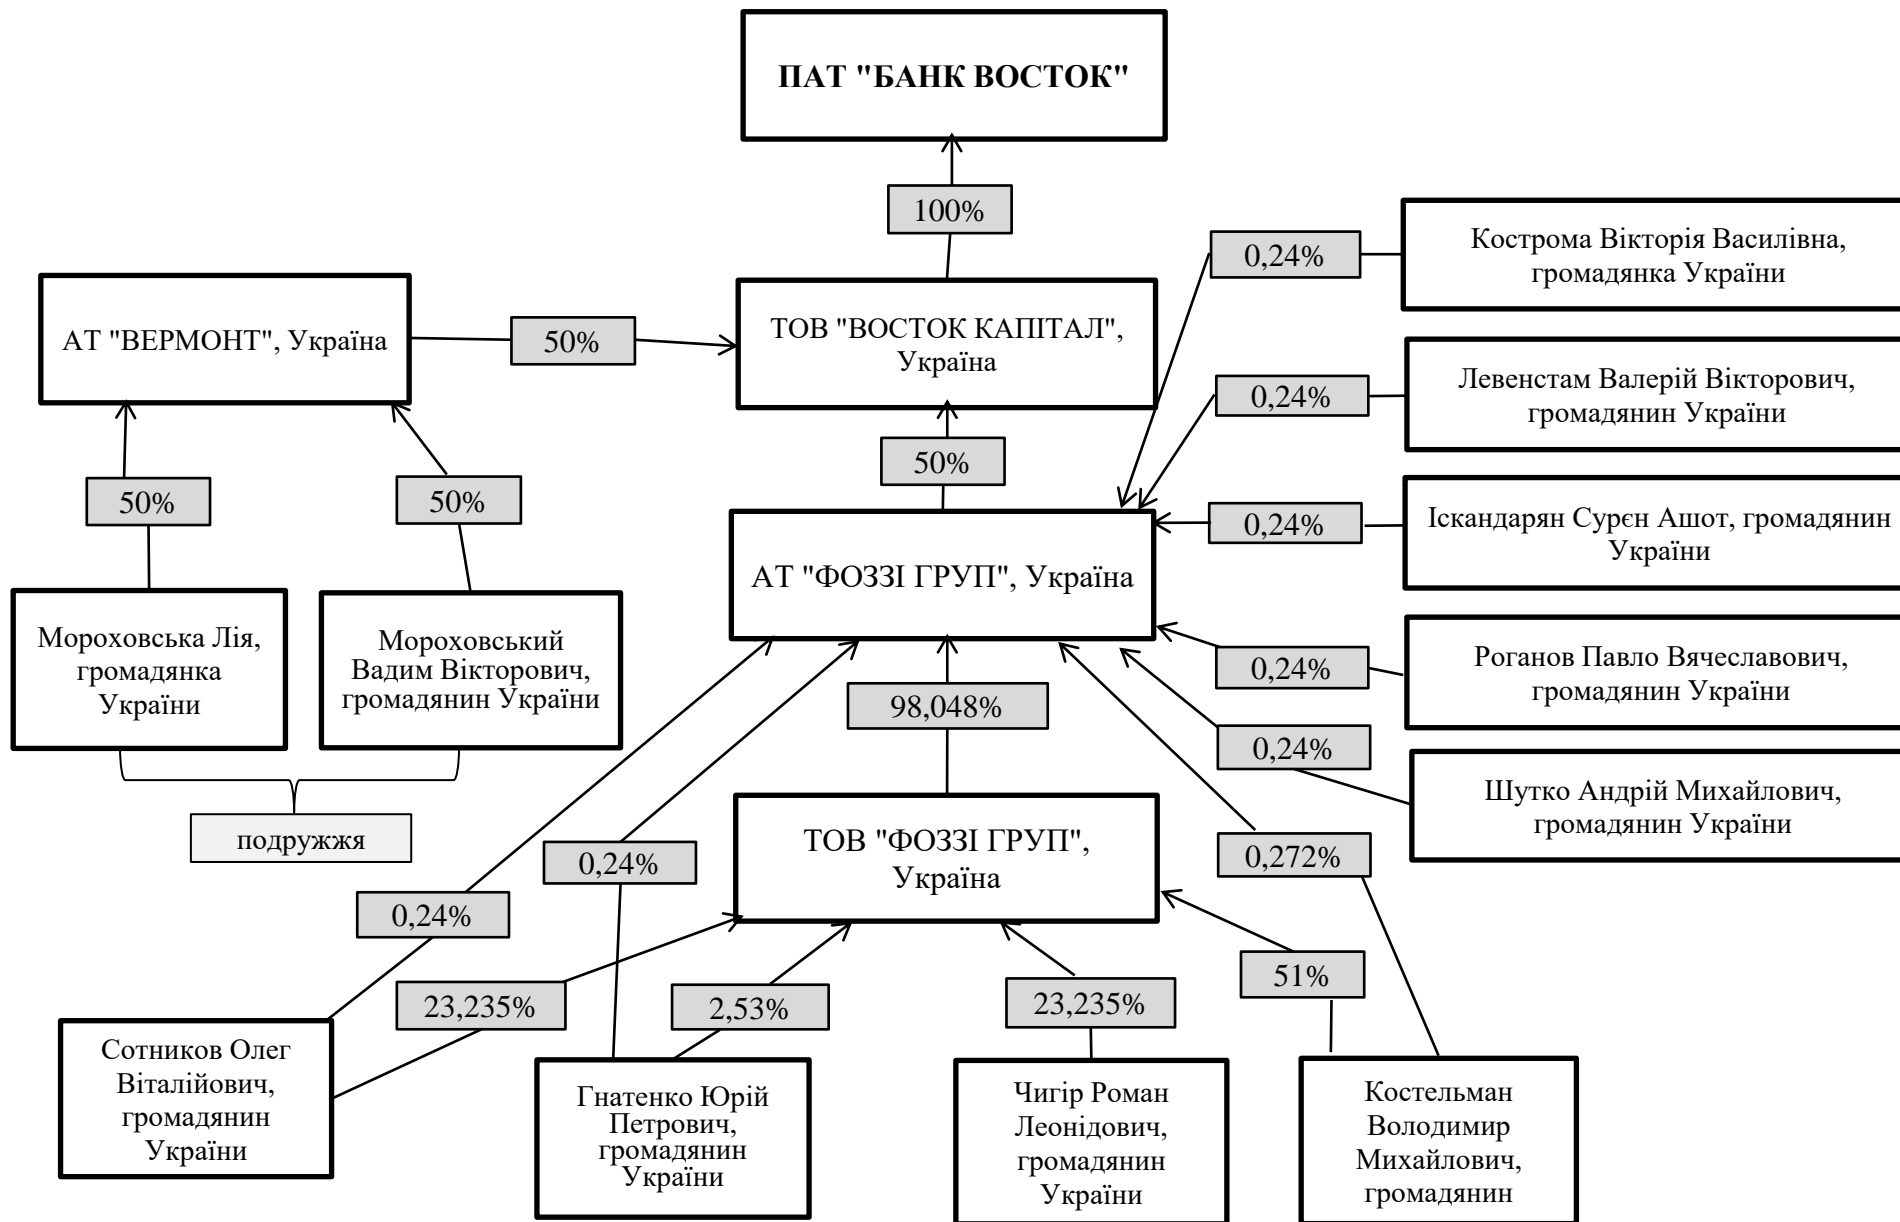 ПАТ "БАНК ВОСТОК"
100%
Кострома Вікторія Василівна,
громадянка України
0,24%
АТ "ВЕРМОНТ", Україна
50%
ТОВ "ВОСТОК КАПІТАЛ",
Україна
Левенстам Валерій Вікторович,
громадянин України
0,24%
50%
50%
50%
Іскандарян Сурєн Ашот, громадянин
України
0,24%
АТ "ФОЗЗІ ГРУП", Україна
Мороховська Лія,
громадянка
України
Мороховський
Вадим Вікторович,
громадянин України
Роганов Павло Вячеславович,
громадянин України
0,24%
98,048%
0,24%
Шутко Андрій Михайлович,
громадянин України
подружжя
ТОВ "ФОЗЗІ ГРУП",
Україна
0,24%
0,272%
0,24%
23,235%
2,53%
23,235%
51%
Сотников Олег
Віталійович,
громадянин
України
Гнатенко Юрій
Петрович,
громадянин
України
Чигір Роман
Леонідович,
громадянин
України
Костельман
Володимир
Михайлович,
громадянин